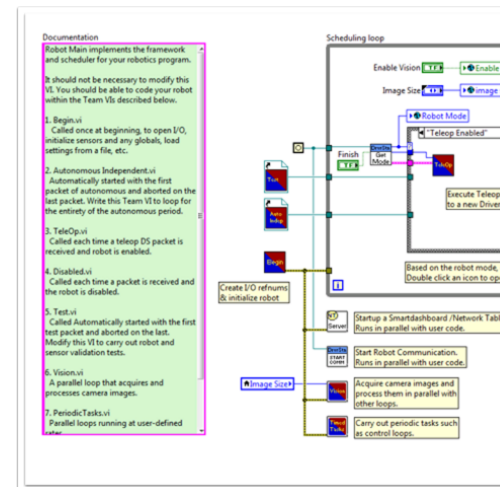 Documentation
Robot Main implements the framework
and scheduler for your robotics program.
It should not be necessary to modify this
VI. You should be able to code your robot
within the Team VIs described below.
1. Begin.vi
Called once at beginning, to open I/O,
initialize sensors and any globals, load
settings from a file, etc.
2. Autonomous Independent.vi
Automatically started with the first
packet of autonomous and aborted on the
last packet. Write this Team VI to loop for
the entirety of the autonomous period.
3. TeleOp.vi
Called each time a teleop DS packet is
received and robot is enabled.
4. Disabled.vi
Called each time a packet is received and
the robot is disabled.
5. Test.vi
Called Automatically started with the first
test packet and aborted on the last.
Modify this VI to carry out robot and
sensor validation tests.
6. Vision.vi
A parallel loop that acquires and
processes camera images.
7. PeriodicTasks.vi
Parallel loops running at user-defined
rates
Scheduling loop
Enable Vision
TF
Enable
Image Size
image
Robot Mode
"Teleop Enabled"
Finish
TF
Get
Mode
TeleOp
Test
Auto
Indep
Begin
Execute Teleop
to a new Driver
Create I/O refnums
& initialize robot
i
Based on the robot mode,
Double click an icon to op
Server
Startup a Smartdashboard /Network Tabl
Runs in parallel with user code.
START
COMM
Start Robot Communication.
Runs in parallel with user code.
Image Size
Vision
Acquire camera images and
process them in parallel with
other loops.
Timed
Tasks
Carry out periodic tasks such
as control loops.